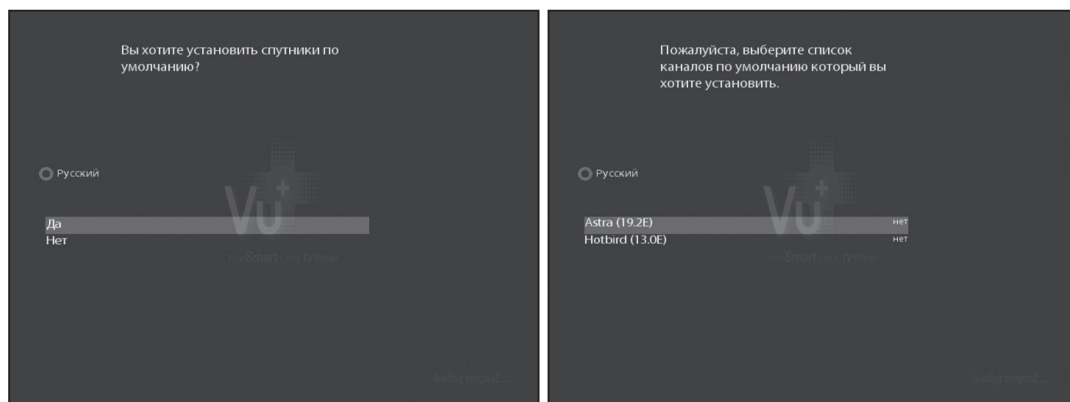 Вы хотите установить спутники по
умолчанию?
Русский
Vu+
Да
Нет
Пожалуйста, выберите список
каналов по умолчанию который вы
хотите установить.
Русский
Vu+
Astra (19.2E) нет
Hotbird (13.0E) нет